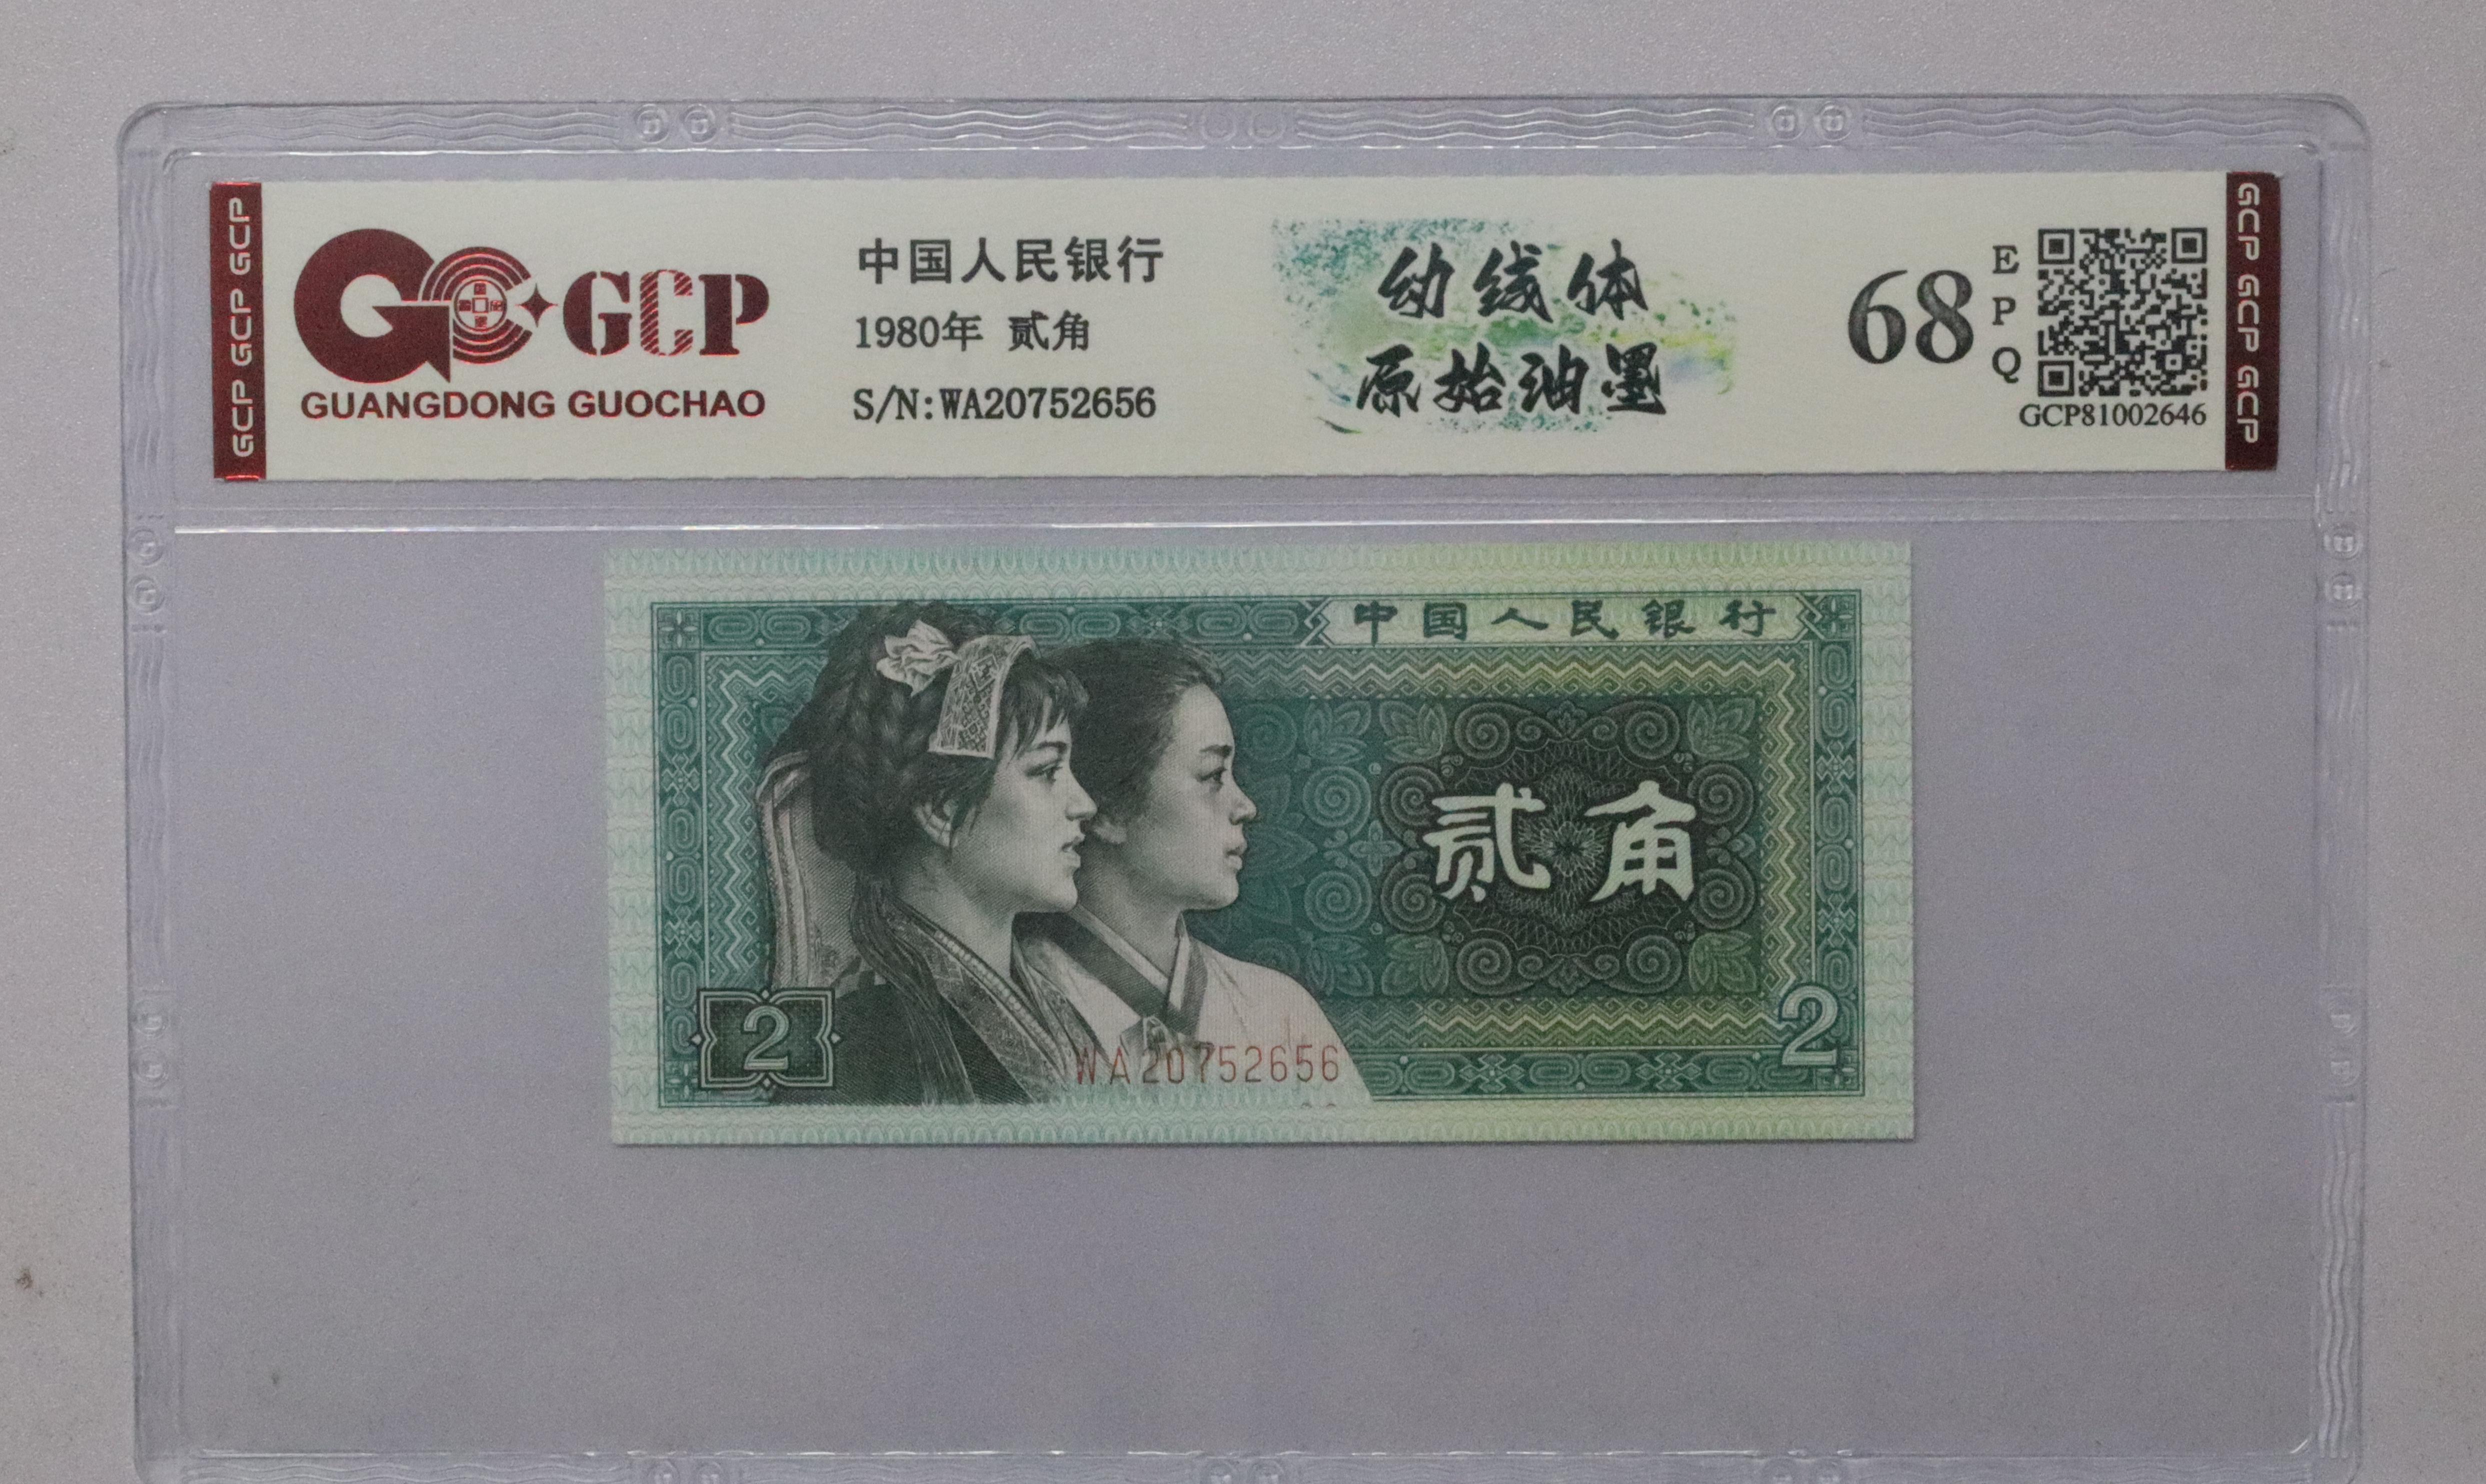 GCP GCP GCP
GCP
GUANGDONG GUOCHAO
中国人民银行
1980年 贰角
S/N:WA20752656
幼线体
原始油墨
68
EPQ
GCP81002646
GCP GCP GCP
中国人民银行
贰角
2
2
WA20752656